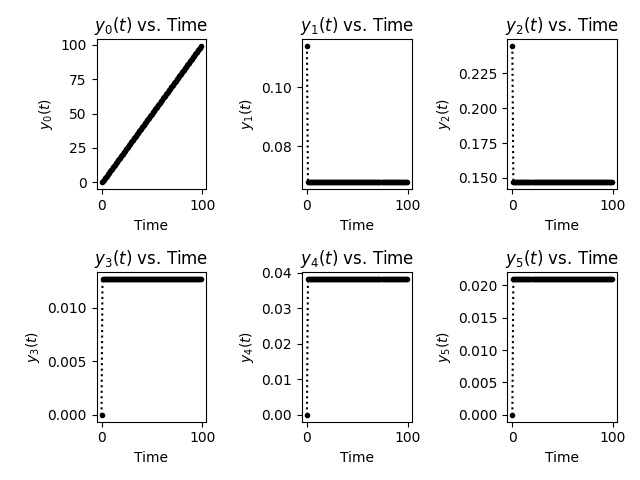 y₀(t) vs. Time
y₁(t) vs. Time
y₂(t) vs. Time
100
75
50
25
0
y₀(t)
0 100
Time
0.10
0.08
y₁(t)
0 100
Time
0.225
0.200
0.175
0.150
y₂(t)
0 100
Time
y₃(t) vs. Time
y₄(t) vs. Time
y₅(t) vs. Time
0.010
0.005
0.000
y₃(t)
0 100
Time
0.04
0.03
0.02
0.01
0.00
y₄(t)
0 100
Time
0.020
0.015
0.010
0.005
0.000
y₅(t)
0 100
Time